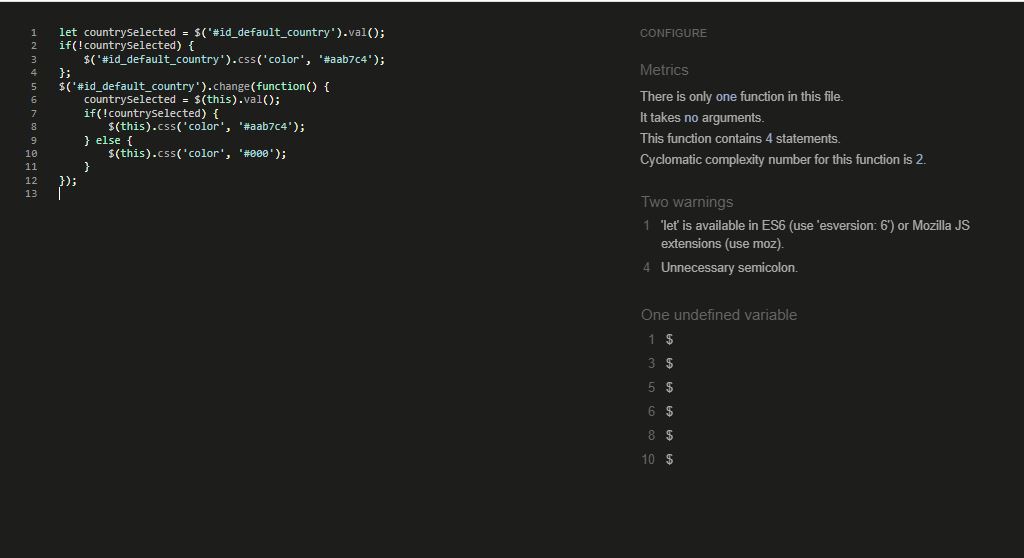 1 let countrySelected = $('#id_default_country').val();
2 if(!countrySelected) {
3 $('#id_default_country').css('color', '#aab7c4');
4 };
5 $('#id_default_country').change(function() {
6 countrySelected = $(this).val();
7 if(!countrySelected) {
8 $(this).css('color', '#aab7c4');
9 } else {
10 $(this).css('color', '#000');
11 }
12 });
13
CONFIGURE
Metrics
There is only one function in this file.
It takes no arguments.
This function contains 4 statements.
Cyclomatic complexity number for this function is 2.
Two warnings
1 'let' is available in ES6 (use 'esversion: 6') or Mozilla JS
extensions (use moz).
4 Unnecessary semicolon.
One undefined variable
1 $
3 $
5 $
6 $
8 $
10 $